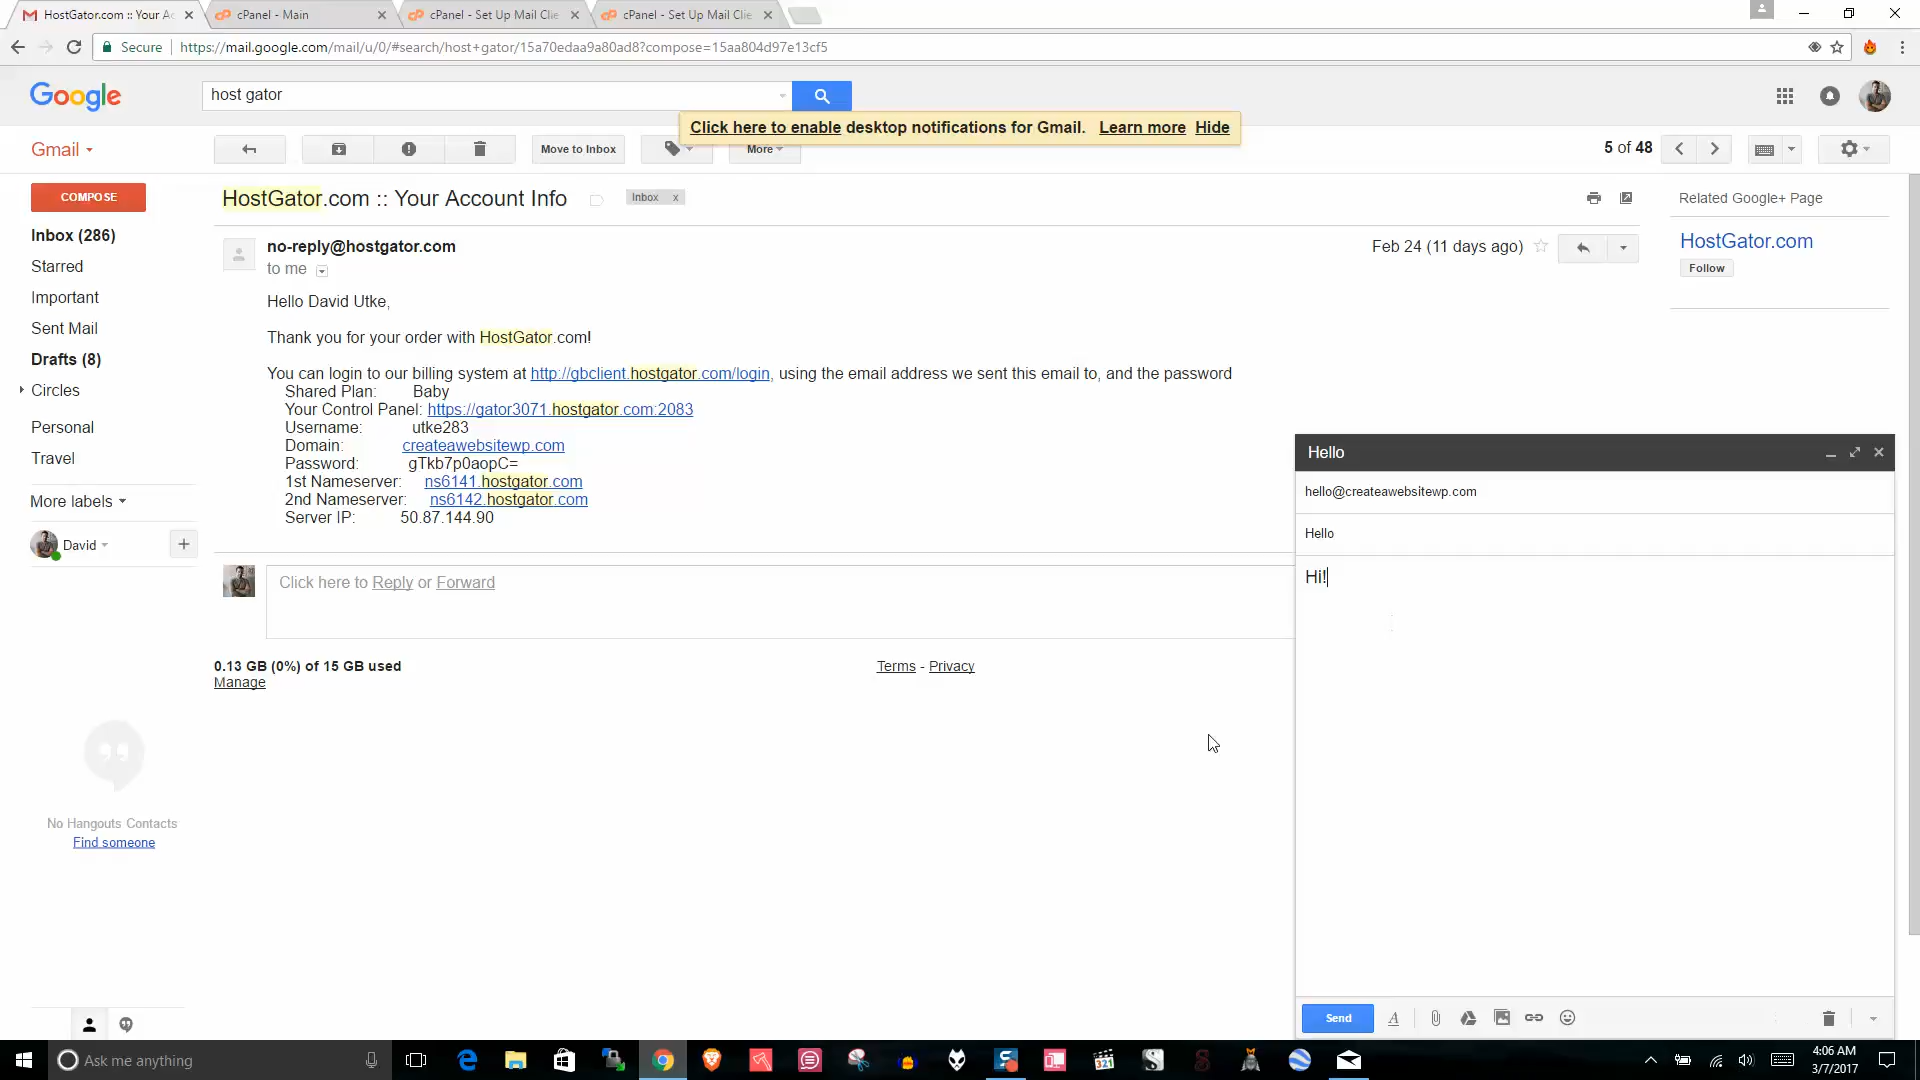 HostGator.com :: Your Ac
cPanel - Main
cPanel - Set Up Mail Clie
cPanel - Set Up Mail Clie
Secure
https://mail.google.com/mail/u/0/#search/host+gator/15a70edaa9a80ad8?compose=15aa804d97e13cf5
Google
host gator
Click here to enable desktop notifications for Gmail. Learn more Hide
Gmail
Move to Inbox
More
5 of 48
COMPOSE
Inbox (286)
Starred
Important
Sent Mail
Drafts (8)
Circles
Personal
Travel
More labels
David
No Hangouts Contacts
Find someone
HostGator.com :: Your Account Info
Inbox x
no-reply@hostgator.com
to me
Feb 24 (11 days ago)
Hello David Utke,
Thank you for your order with HostGator.com!
You can login to our billing system at http://gbclient.hostgator.com/login, using the email address we sent this email to, and the password
Shared Plan: Baby
Your Control Panel: https://gator3071.hostgator.com:2083
Username: utke283
Domain: createawebsitewp.com
Password: gTkb7p0aopC=
1st Nameserver: ns6141.hostgator.com
2nd Nameserver: ns6142.hostgator.com
Server IP: 50.87.144.90
Click here to Reply or Forward
0.13 GB (0%) of 15 GB used
Manage
Terms - Privacy
Related Google+ Page
HostGator.com
Follow
Hello
hello@createawebsitewp.com
Hello
Hi!
Send
Ask me anything
321
4:06 AM
3/7/2017